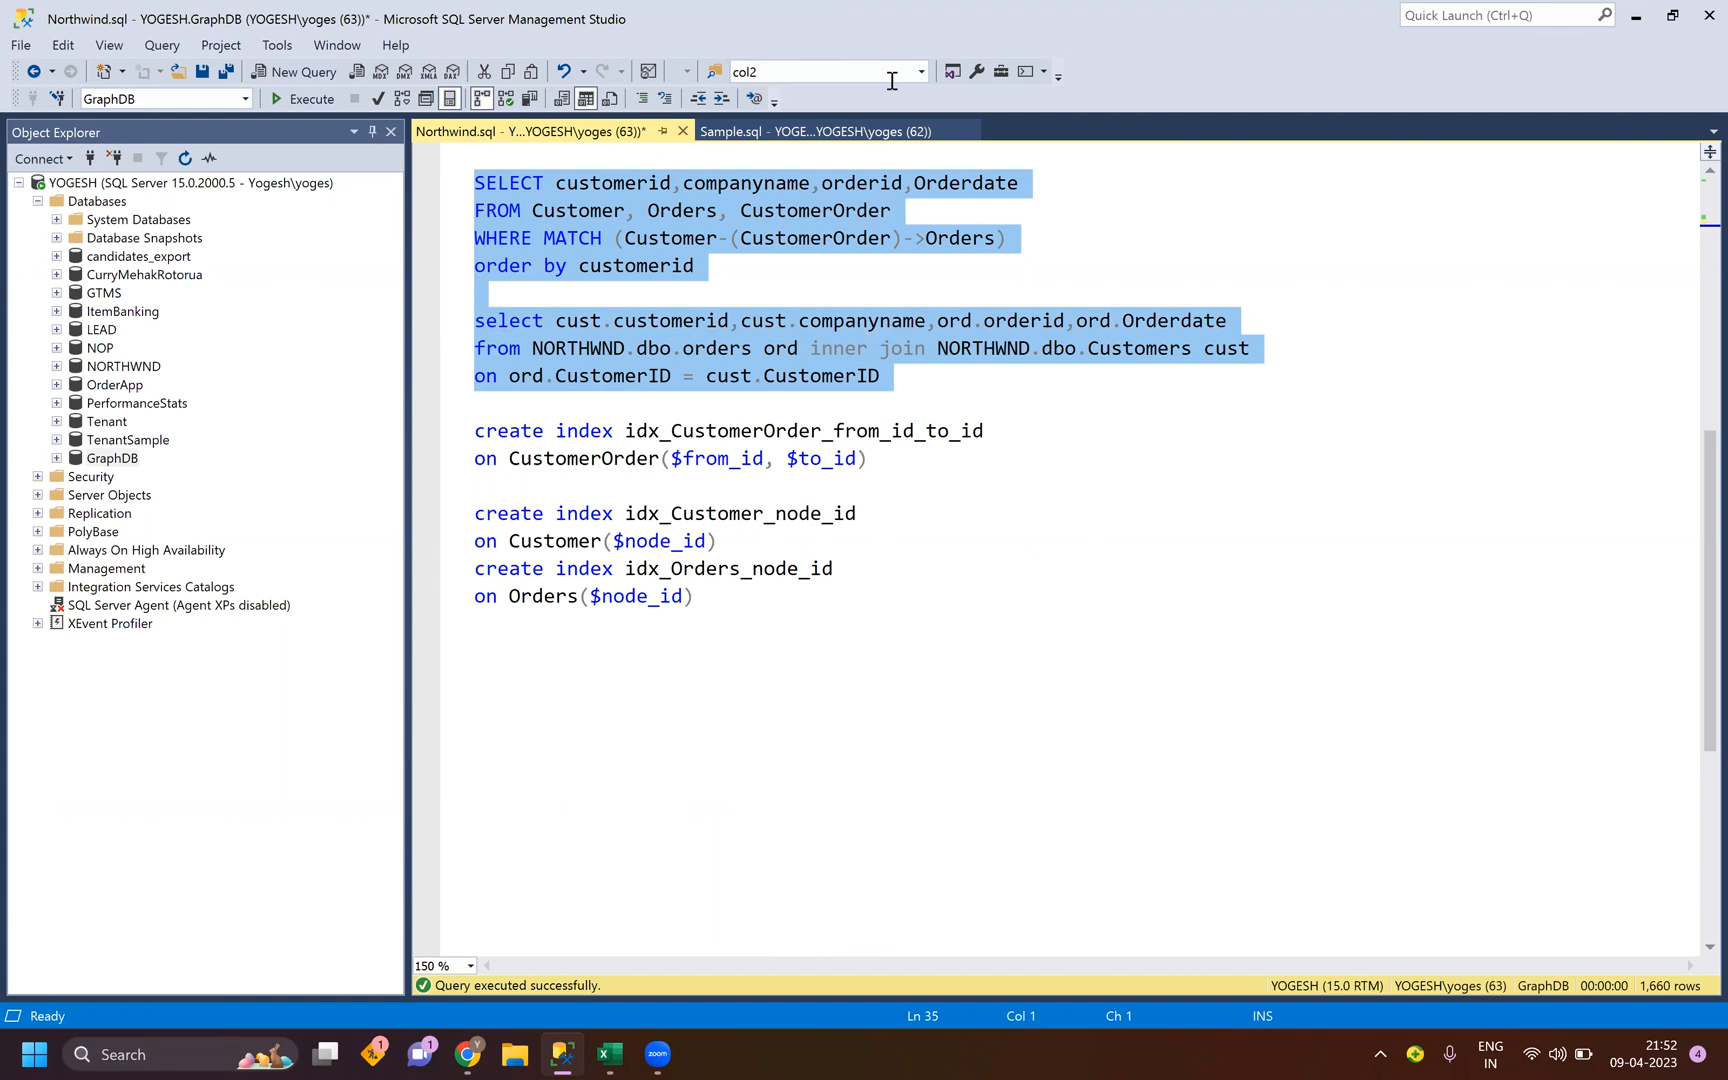 Northwind.sql - YOGESH.GraphDB (YOGESH\yoges (63))* - Microsoft SQL Server Management Studio
Quick Launch (Ctrl+Q)
File Edit View Query Project Tools Window Help
New Query
MDX DMX XMLA DAX
col2
GraphDB
Execute
Object Explorer
Northwind.sql - Y...YOGESH\yoges (63))*
Sample.sql - YOGE...YOGESH\yoges (62))
Connect
YOGESH (SQL Server 15.0.2000.5 - Yogesh\yoges)
Databases
System Databases
Database Snapshots
candidates_export
CurryMehakRotorua
GTMS
ItemBanking
LEAD
NOP
NORTHWND
OrderApp
PerformanceStats
Tenant
TenantSample
GraphDB
Security
Server Objects
Replication
PolyBase
Always On High Availability
Management
Integration Services Catalogs
SQL Server Agent (Agent XPs disabled)
XEvent Profiler
SELECT customerid,companyname,orderid,Orderdate
FROM Customer, Orders, CustomerOrder
WHERE MATCH (Customer-(CustomerOrder)->Orders)
order by customerid
select cust.customerid,cust.companyname,ord.orderid,ord.Orderdate
from NORTHWND.dbo.orders ord inner join NORTHWND.dbo.Customers cust
on ord.CustomerID = cust.CustomerID
create index idx_CustomerOrder_from_id_to_id
on CustomerOrder($from_id, $to_id)
create index idx_Customer_node_id
on Customer($node_id)
create index idx_Orders_node_id
on Orders($node_id)
150 %
Query executed successfully.
YOGESH (15.0 RTM) YOGESH\yoges (63) GraphDB 00:00:00 1,660 rows
Ready
Ln 35 Col 1 Ch 1 INS
Search
1
1
Y
zoom
ENG
IN
21:52
09-04-2023
4